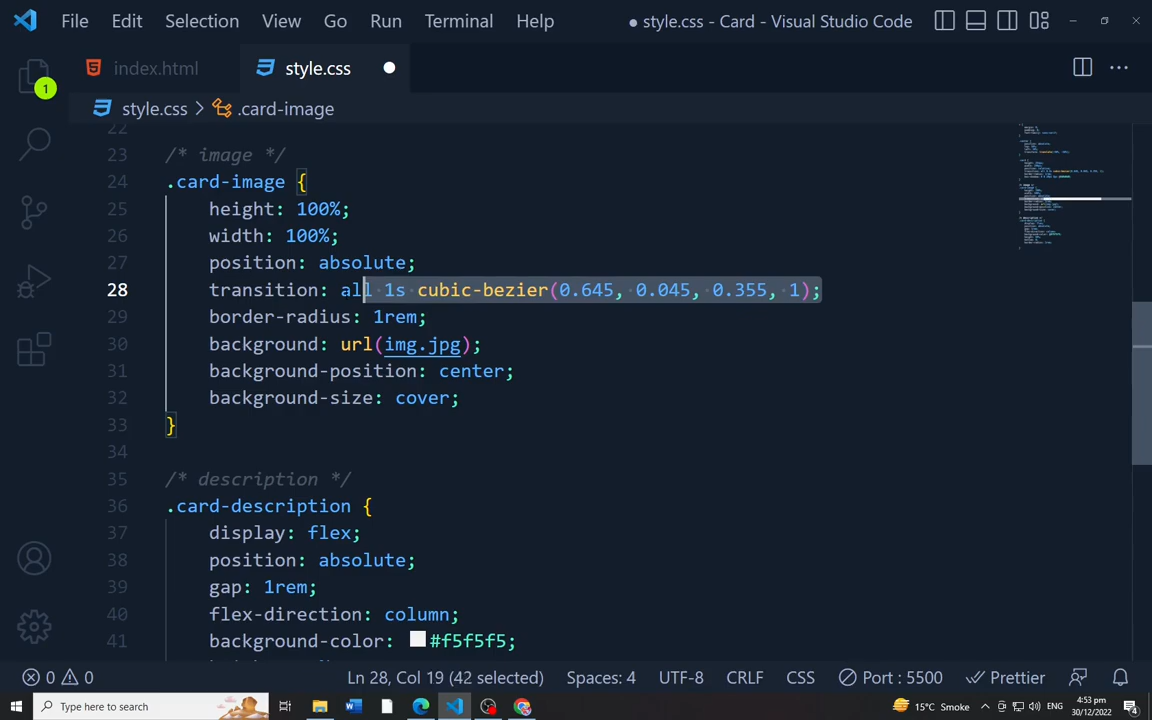 File Edit Selection View Go Run Terminal Help ● style.css - Card - Visual Studio Code
index.html style.css
style.css > .card-image
1
22
23 /* image */
24 .card-image {
25 height: 100%;
26 width: 100%;
27 position: absolute;
28 transition: all 1s cubic-bezier(0.645, 0.045, 0.355, 1);
29 border-radius: 1rem;
30 background: url(img.jpg);
31 background-position: center;
32 background-size: cover;
33 }
34
35 /* description */
36 .card-description {
37 display: flex;
38 position: absolute;
39 gap: 1rem;
40 flex-direction: column;
41 background-color: #f5f5f5;
0 0 Ln 28, Col 19 (42 selected) Spaces: 4 UTF-8 CRLF CSS Port : 5500 Prettier
Type here to search 15°C Smoke ENG 4:53 pm
30/12/2022 4